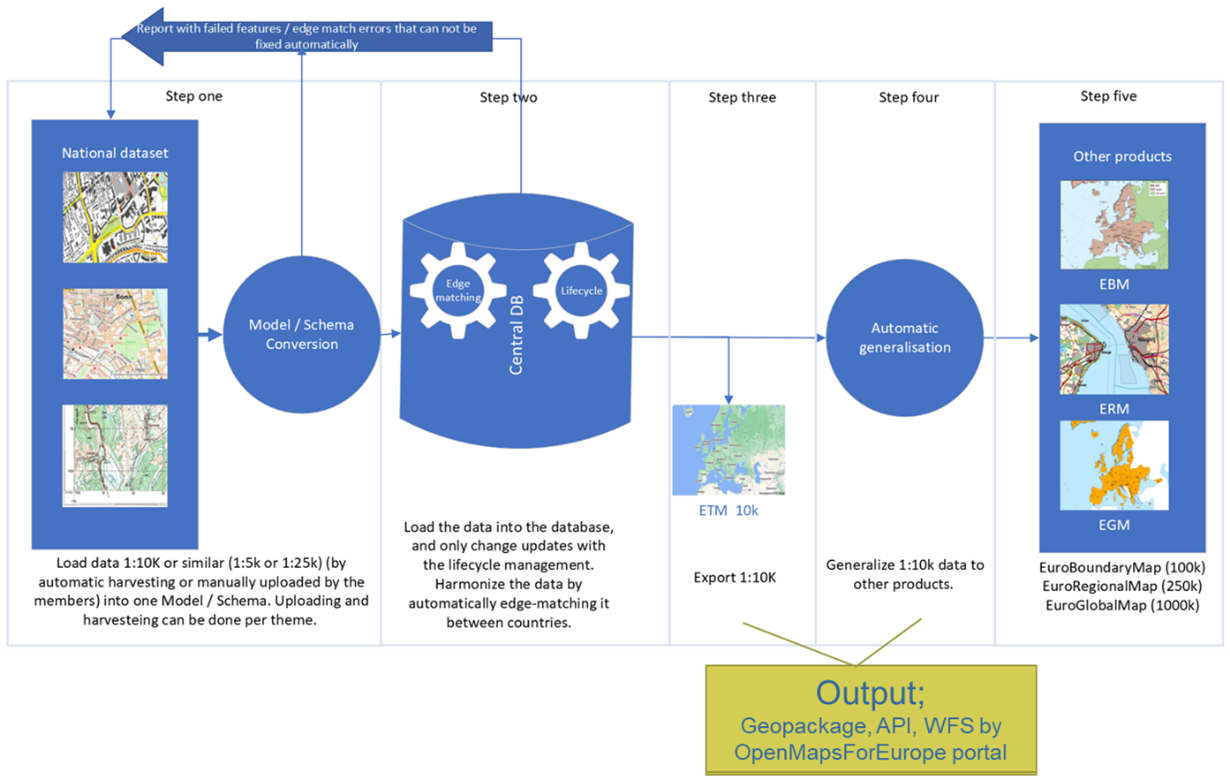 Report with failed features / edge match errors that can not be
fixed automatically
Step one
National dataset
Bonn
Model / Schema
Conversion
Load data 1:10K or similar (1:5k or 1:25k) (by
automatic harvesting or manually uploaded by the
members) into one Model / Schema. Uploading and
harvesteing can be done per theme.
Step two
Edge
matching
Lifecycle
Central DB
Load the data into the database,
and only change updates with
the lifecycle management.
Harmonize the data by
automatically edge-matching it
between countries.
Step three
ETM 10k
Export 1:10K
Step four
Automatic
generalisation
Generalize 1:10k data to
other products.
Step five
Other products
EBM
ERM
EGM
EuroBoundaryMap (100k)
EuroRegionalMap (250k)
EuroGlobalMap (1000k)
Output;
Geopackage, API, WFS by
OpenMapsForEurope portal